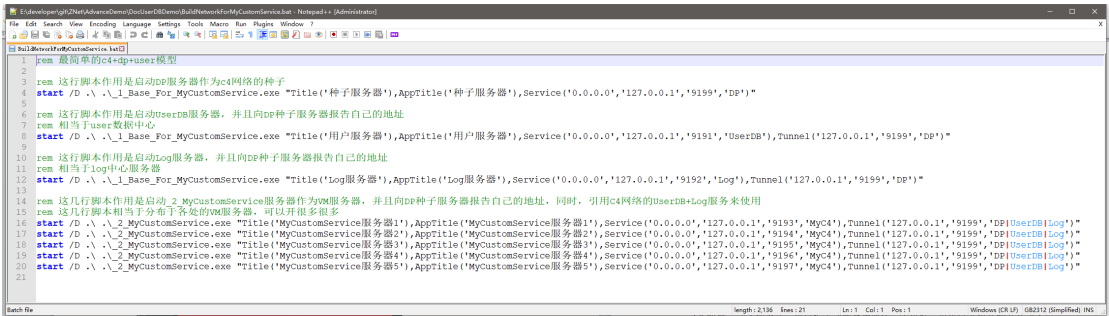 E:\developer\git\ZNet\AdvanceDemo\DocUserDBDemo\BuildNetworkForMyCustomService.bat - Notepad++ [Administrator]
File Edit Search View Encoding Language Settings Tools Macro Run Plugins Window ?
X
BuildNetworkForMyCustomService.bat
1 rem 最简单的c4+dp+user模型
2
3 rem 这行脚本作用是启动DP服务器作为c4网络的种子
4 start /D .\ .\_1_Base_For_MyCustomService.exe "Title('种子服务器'),AppTitle('种子服务器'),Service('0.0.0.0','127.0.0.1','9199','DP')"
5
6 rem 这行脚本作用是启动UserDB服务器，并且向DP种子服务器报告自己的地址
7 rem 相当于user数据中心
8 start /D .\ .\_1_Base_For_MyCustomService.exe "Title('用户服务器'),AppTitle('用户服务器'),Service('0.0.0.0','127.0.0.1','9191','UserDB'),Tunnel('127.0.0.1','9199','DP')"
9
10 rem 这行脚本作用是启动Log服务器，并且向DP种子服务器报告自己的地址
11 rem 相当于log中心服务器
12 start /D .\ .\_1_Base_For_MyCustomService.exe "Title('Log服务器'),AppTitle('Log服务器'),Service('0.0.0.0','127.0.0.1','9192','Log'),Tunnel('127.0.0.1','9199','DP')"
13
14 rem 这几行脚本作用是启动_2_MyCustomService服务器作为VM服务器，并且向DP种子服务器报告自己的地址，同时，引用C4网络的UserDB+Log服务来使用
15 rem 这几行脚本相当于分布于各处的VM服务器，可以开很多很多
16 start /D .\ .\_2_MyCustomService.exe "Title('MyCustomService服务器1'),AppTitle('MyCustomService服务器1'),Service('0.0.0.0','127.0.0.1','9193','MyC4'),Tunnel('127.0.0.1','9199','DP|UserDB|Log')"
17 start /D .\ .\_2_MyCustomService.exe "Title('MyCustomService服务器2'),AppTitle('MyCustomService服务器2'),Service('0.0.0.0','127.0.0.1','9194','MyC4'),Tunnel('127.0.0.1','9199','DP|UserDB|Log')"
18 start /D .\ .\_2_MyCustomService.exe "Title('MyCustomService服务器3'),AppTitle('MyCustomService服务器3'),Service('0.0.0.0','127.0.0.1','9195','MyC4'),Tunnel('127.0.0.1','9199','DP|UserDB|Log')"
19 start /D .\ .\_2_MyCustomService.exe "Title('MyCustomService服务器4'),AppTitle('MyCustomService服务器4'),Service('0.0.0.0','127.0.0.1','9196','MyC4'),Tunnel('127.0.0.1','9199','DP|UserDB|Log')"
20 start /D .\ .\_2_MyCustomService.exe "Title('MyCustomService服务器5'),AppTitle('MyCustomService服务器5'),Service('0.0.0.0','127.0.0.1','9197','MyC4'),Tunnel('127.0.0.1','9199','DP|UserDB|Log')"
21
Batch file length : 2,136 lines : 21 Ln : 1 Col : 1 Pos : 1 Windows (CR LF) GB2312 (Simplified) INS